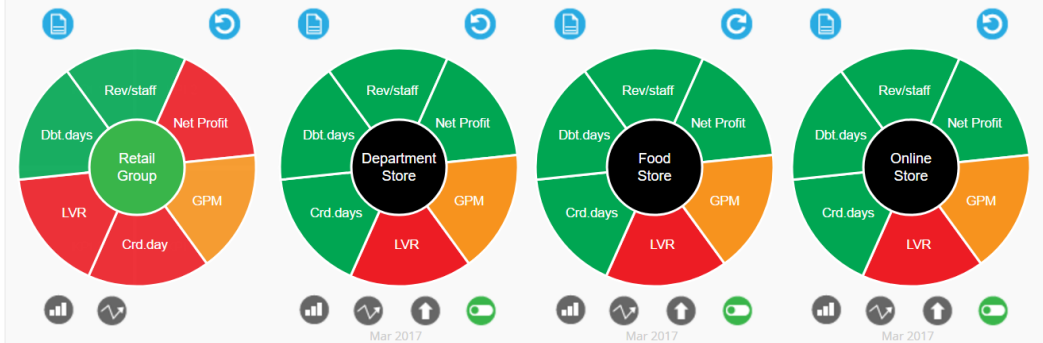 Rev/staff
Net Profit
Dbt.days
Retail
Group
GPM
LVR
Crd.day
Rev/staff
Net Profit
Dbt.days
Department
Store
GPM
Crd.days
LVR
Mar 2017
Rev/staff
Net Profit
Dbt.days
Food
Store
GPM
Crd.days
LVR
Mar 2017
Rev/staff
Net Profit
Dbt.days
Online
Store
GPM
Crd.days
LVR
Mar 2017